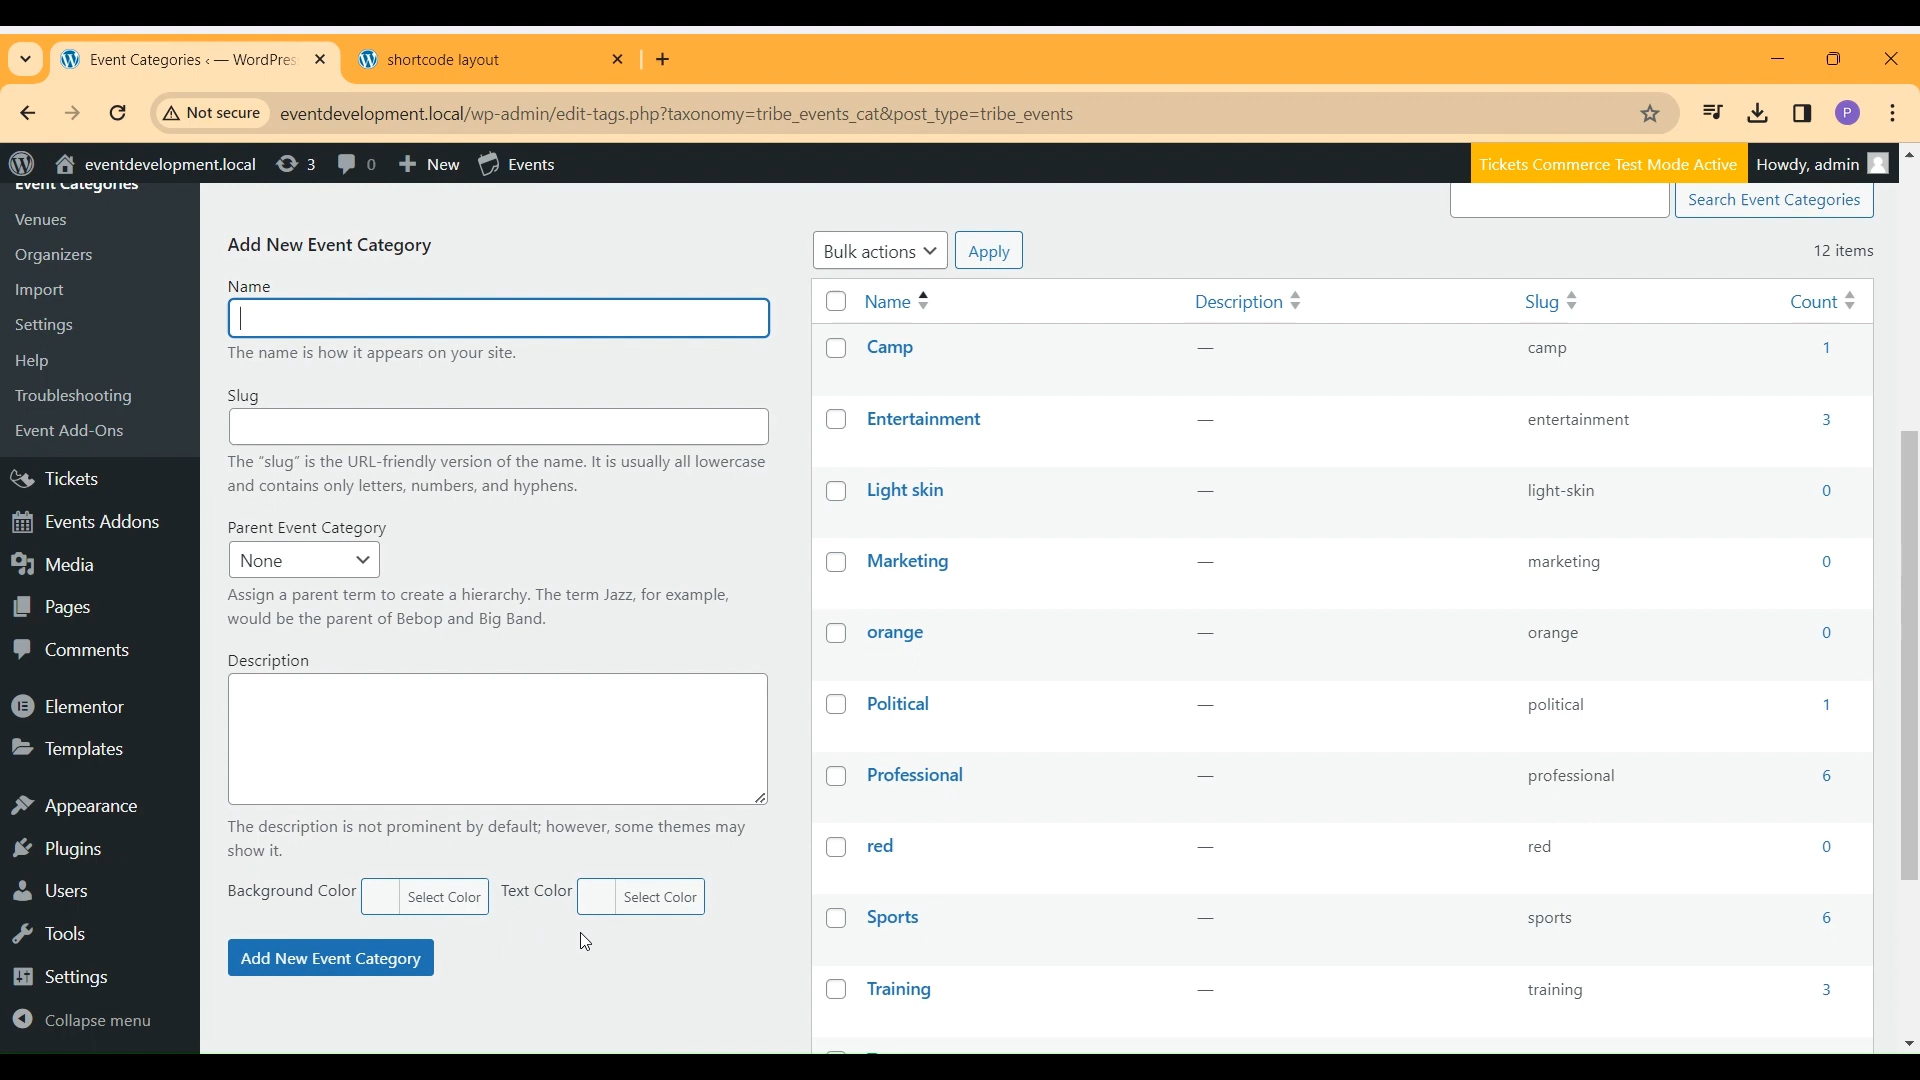 Event Categories ‹ — WordPres
shortcode layout
Not secure
eventdevelopment.local/wp-admin/edit-tags.php?taxonomy=tribe_events_cat&post_type=tribe_events
P
eventdevelopment.local
3
0
New
Events
Tickets Commerce Test Mode Active
Howdy, admin
Event Categories
Venues
Organizers
Import
Settings
Help
Troubleshooting
Event Add-Ons
Tickets
Events Addons
Media
Pages
Comments
Elementor
Templates
Appearance
Plugins
Users
Tools
Settings
Collapse menu
Add New Event Category
Name
The name is how it appears on your site.
Slug
The “slug” is the URL-friendly version of the name. It is usually all lowercase
and contains only letters, numbers, and hyphens.
Parent Event Category
None
Assign a parent term to create a hierarchy. The term Jazz, for example,
would be the parent of Bebop and Big Band.
Description
The description is not prominent by default; however, some themes may
show it.
Background Color Select Color Text Color Select Color
Add New Event Category
Search Event Categories
Bulk actions Apply 12 items
Name Description Slug Count
Camp — camp 1
Entertainment — entertainment 3
Light skin — light-skin 0
Marketing — marketing 0
orange — orange 0
Political — political 1
Professional — professional 6
red — red 0
Sports — sports 6
Training — training 3